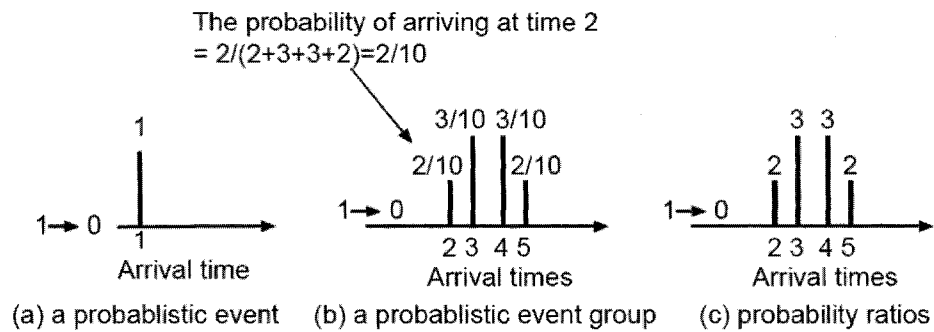 The probability of arriving at time 2
= 2/(2+3+3+2)=2/10
1
1→ 0
1
Arrival time
(a) a probablistic event
3/10 3/10
2/10 2/10
1→ 0
2 3 4 5
Arrival times
(b) a probablistic event group
3 3
2 2
1→ 0
2 3 4 5
Arrival times
(c) probability ratios